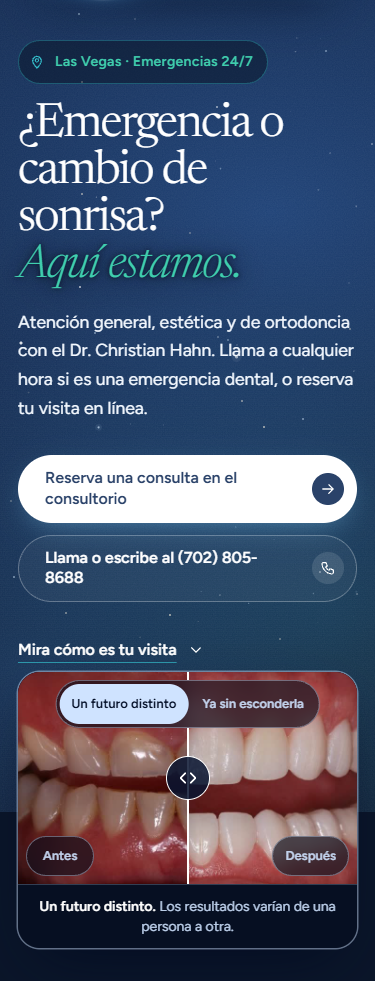 Las Vegas · Emergencias 24/7
¿Emergencia o
cambio de
sonrisa?
Aquí estamos.
Atención general, estética y de ortodoncia
con el Dr. Christian Hahn. Llama a cualquier
hora si es una emergencia dental, o reserva
tu visita en línea.
Reserva una consulta en el
consultorio
Llama o escribe al (702) 805-
8688
Mira cómo es tu visita
Un futuro distinto
Ya sin esconderla
Antes
Después
Un futuro distinto. Los resultados varían de una
persona a otra.